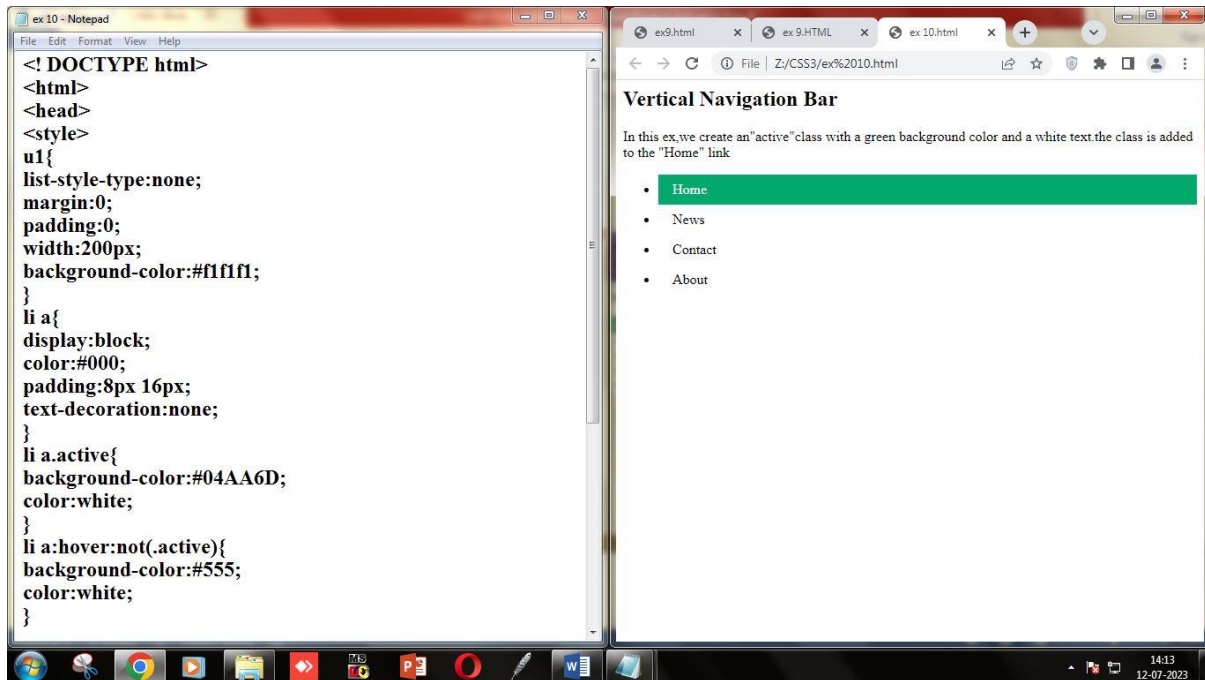 ex 10 - Notepad
File Edit Format View Help
<! DOCTYPE html>
<html>
<head>
<style>
u1{
list-style-type:none;
margin:0;
padding:0;
width:200px;
background-color:#f1f1f1;
}
li a{
display:block;
color:#000;
padding:8px 16px;
text-decoration:none;
}
li a.active{
background-color:#04AA6D;
color:white;
}
li a:hover:not(.active){
background-color:#555;
color:white;
}
ex9.html
ex 9.HTML
ex 10.html
File | Z:/CSS3/ex%2010.html
Vertical Navigation Bar
In this ex,we create an"active"class with a green background color and a white text.the class is added
to the "Home" link
Home
News
Contact
About
MS
14:13
12-07-2023